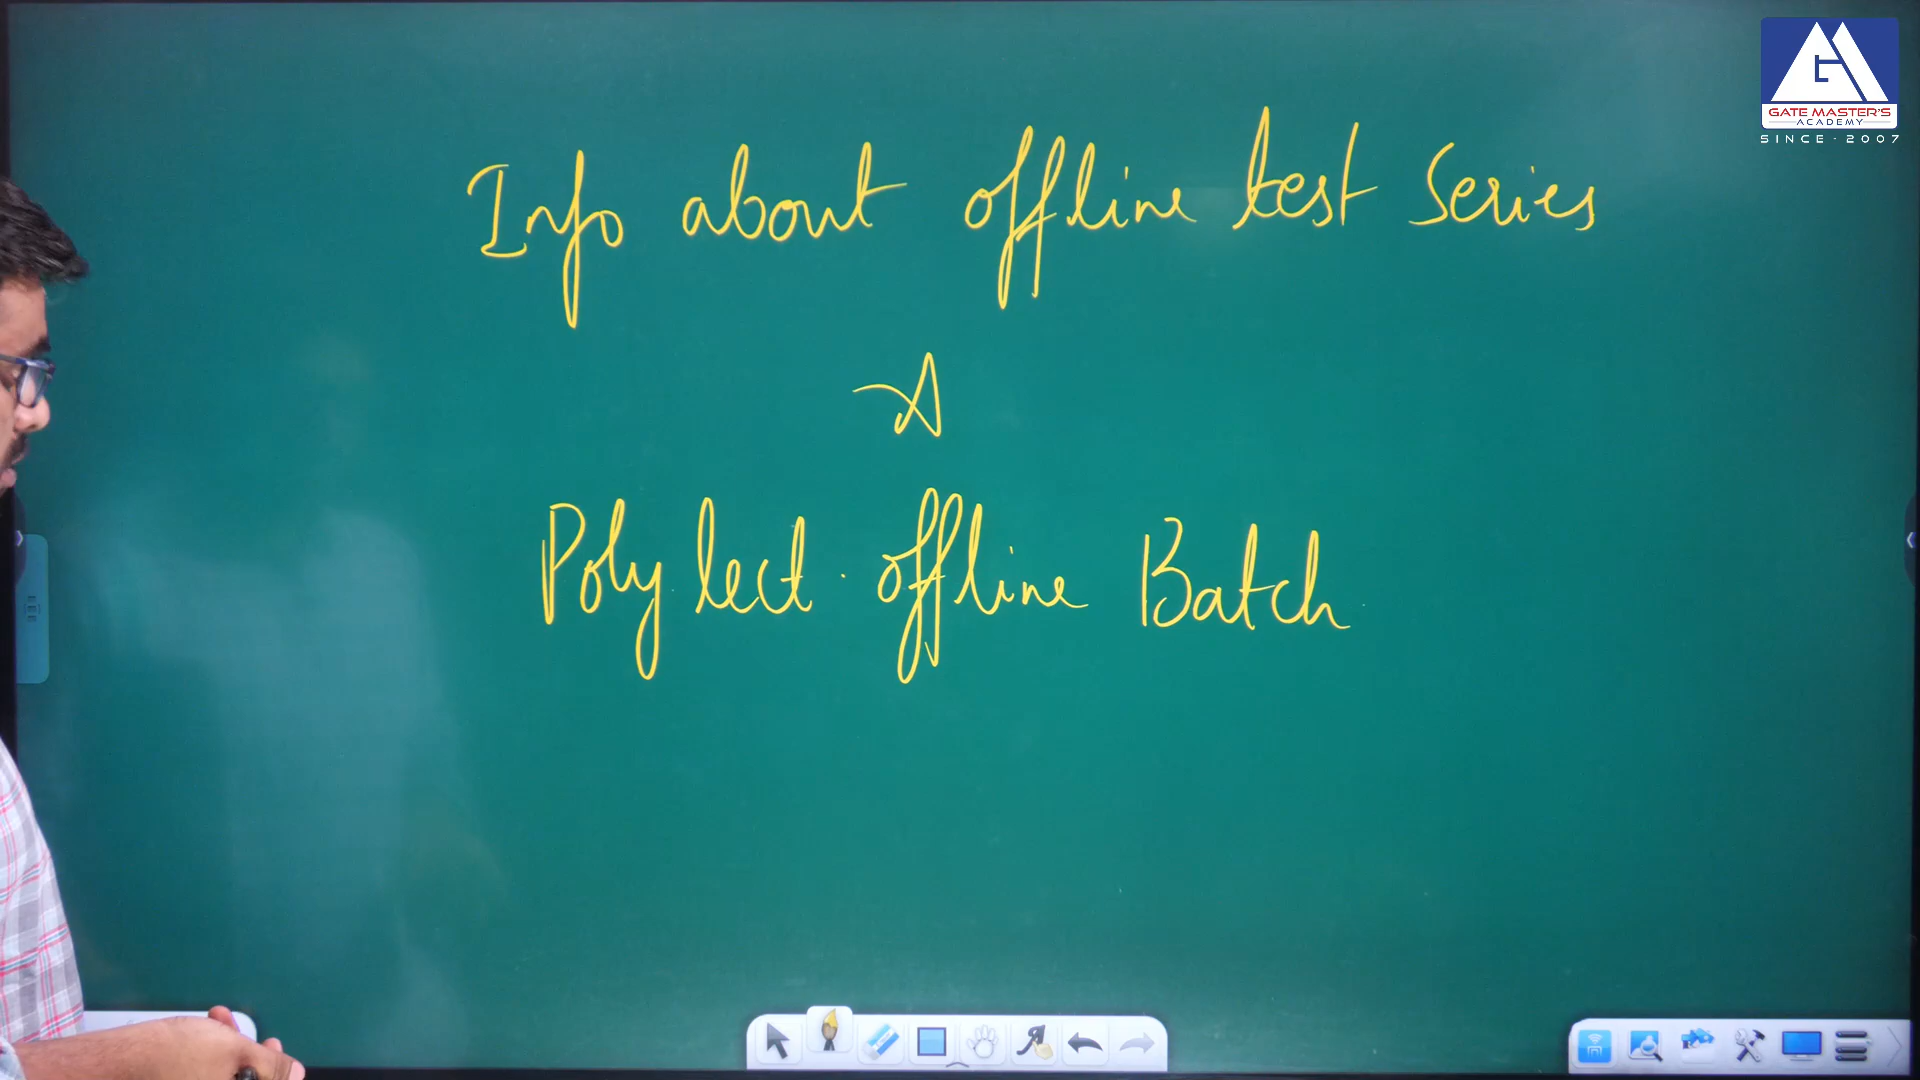 Info about offline test series
&
Poly lect. offline Batch
GATE MASTER'S
ACADEMY
SINCE-2007